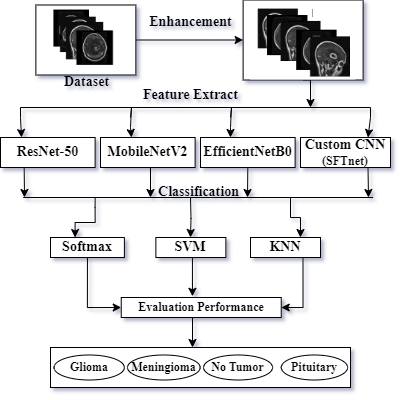 Enhancement
Dataset
Feature Extract
ResNet-50
MobileNetV2
EfficientNetB0
Custom CNN
(SFTnet)
Classification
Softmax
SVM
KNN
Evaluation Performance
Glioma
Meningioma
No Tumor
Pituitary